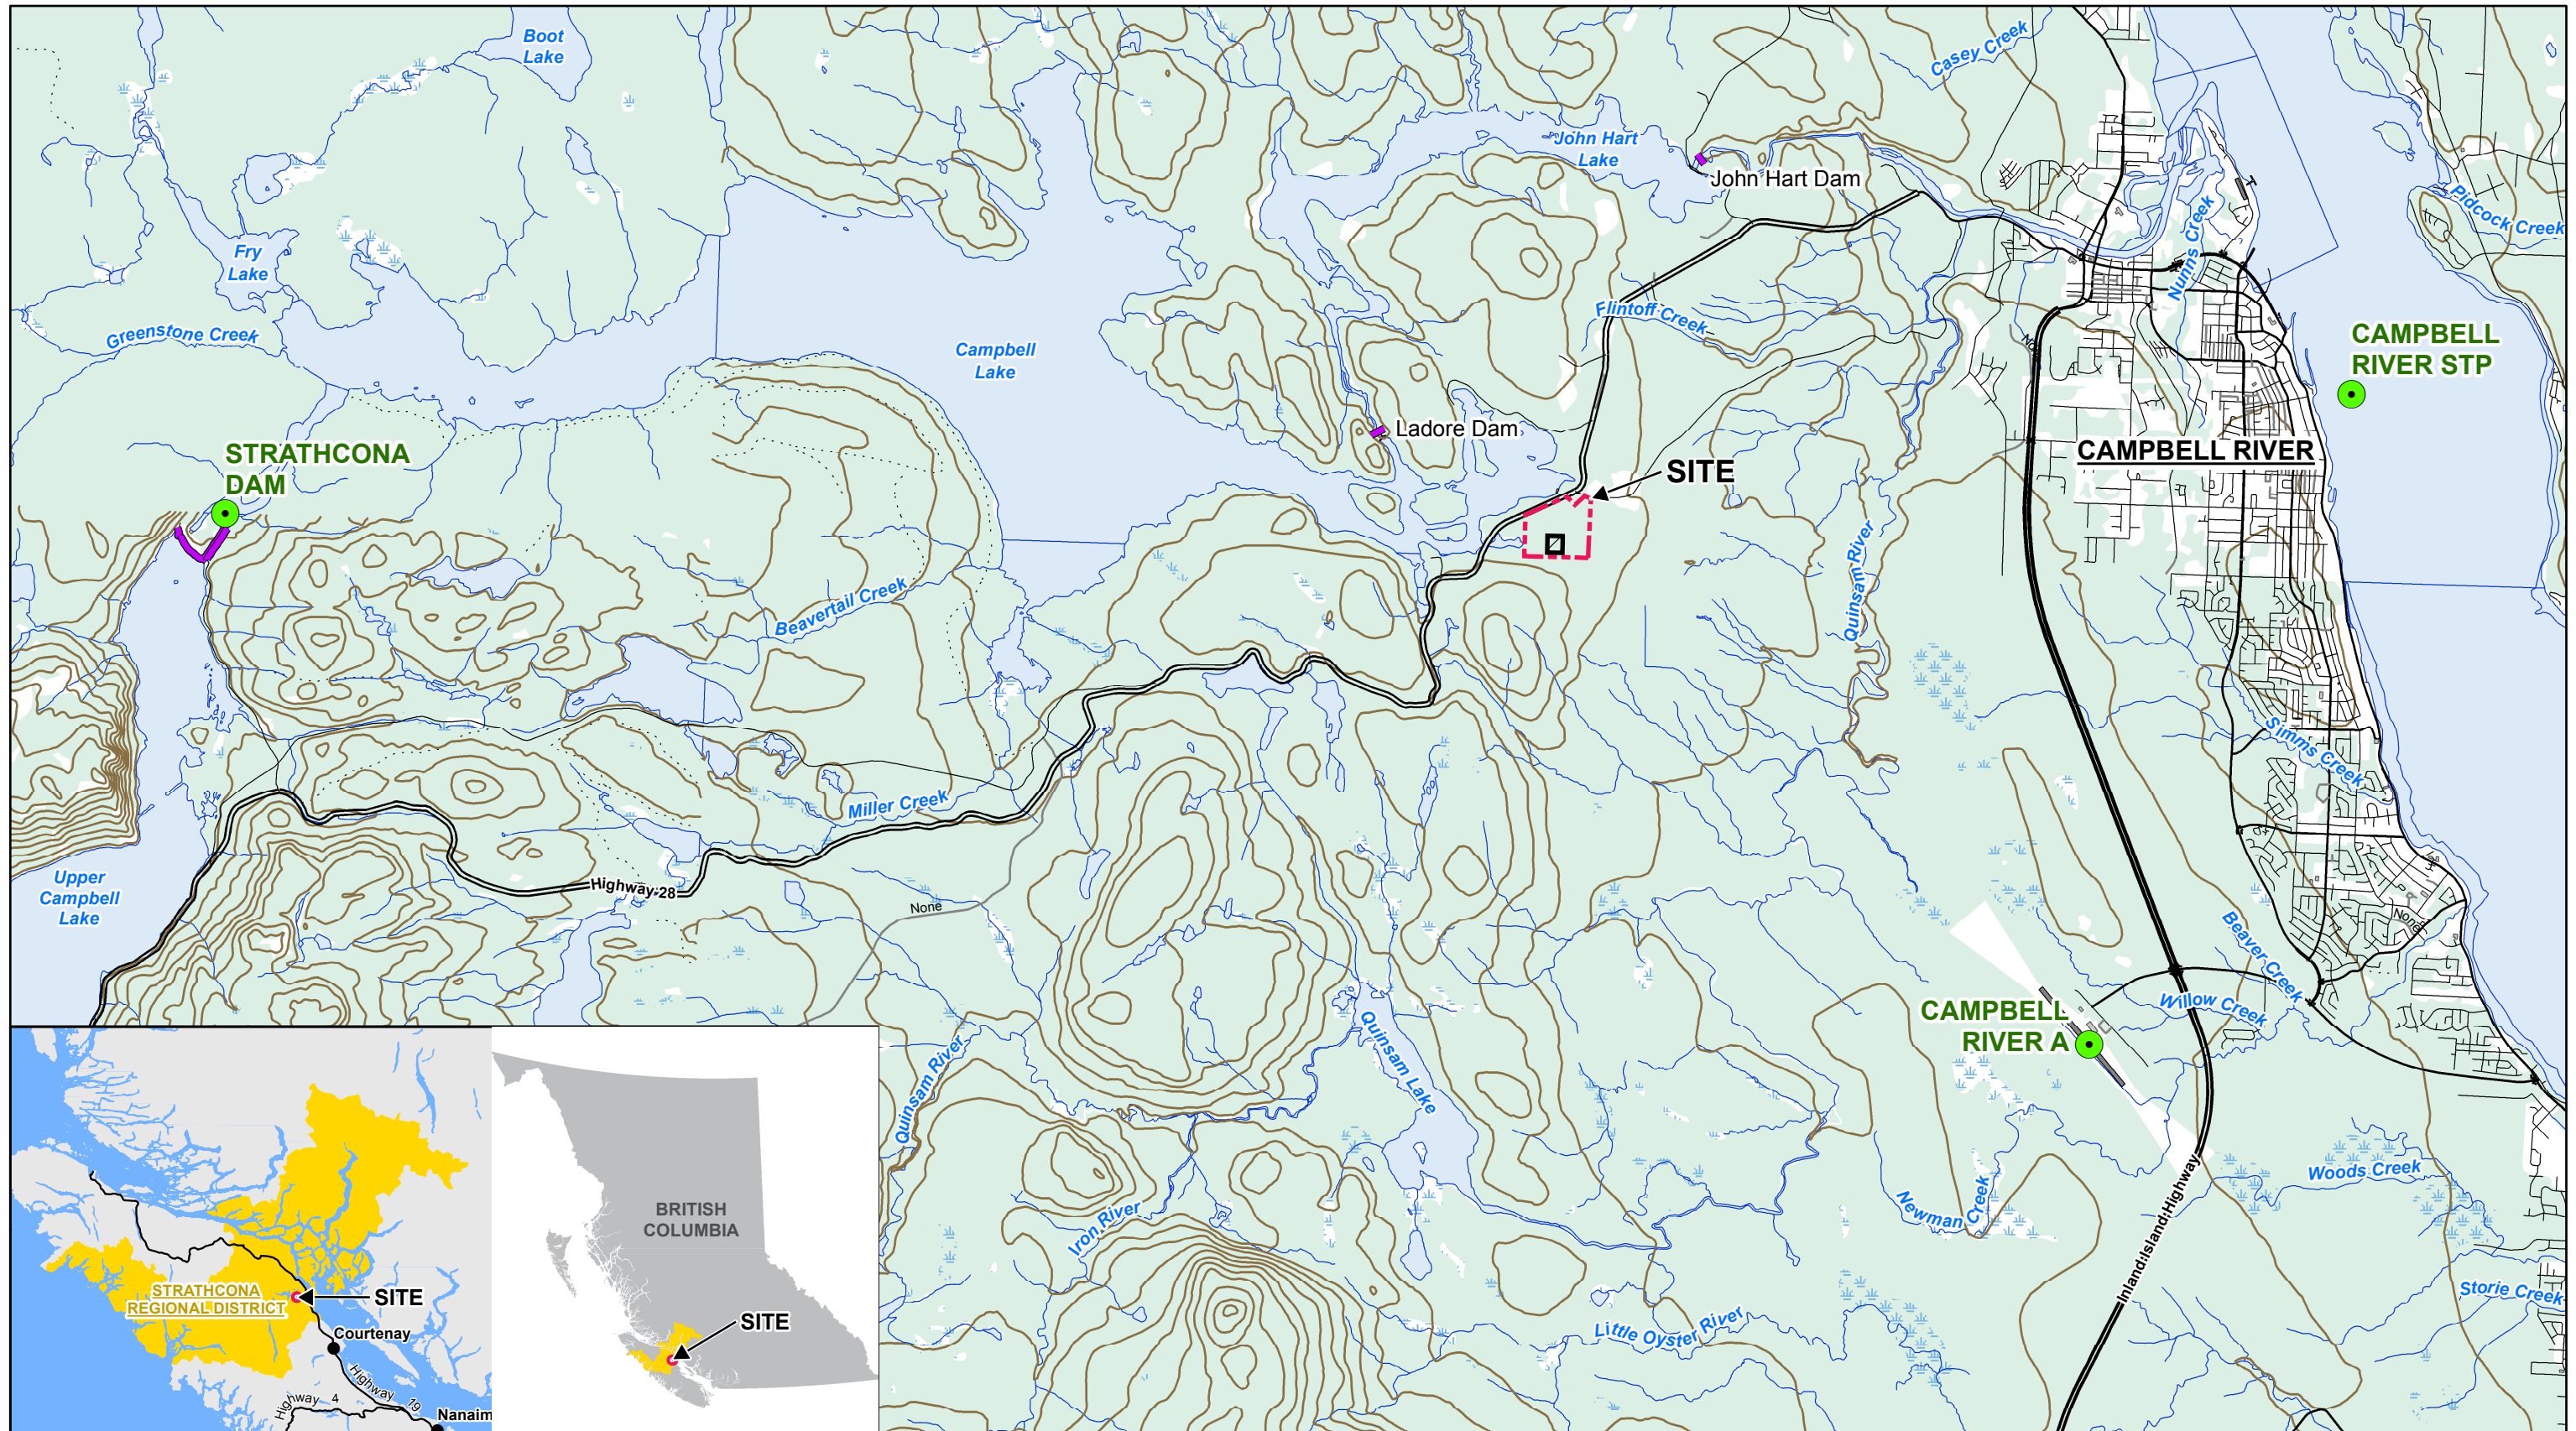 Boot
Lake
Casey Creek
John Hart
Lake
John Hart Dam
Pidcock Creek
Nunns Creek
Fry
Lake
Greenstone Creek
Flintoff Creek
Campbell
Lake
CAMPBELL
RIVER STP
Ladore Dam
CAMPBELL RIVER
STRATHCONA
DAM
SITE
Quinsam River
Beavertail Creek
Simms Creek
Miller Creek
Highway 28
None
Upper
Campbell
Lake
None
Beaver Creek
Willow Creek
CAMPBELL
RIVER A
Quinsam Lake
Quinsam River
Iron River
Newman Creek
Woods Creek
Inland Island Highway
Storie Creek
Little Oyster River
STRATHCONA
REGIONAL DISTRICT
SITE
Courtenay
Highway 19
Highway 4
Nanaim
BRITISH
COLUMBIA
SITE